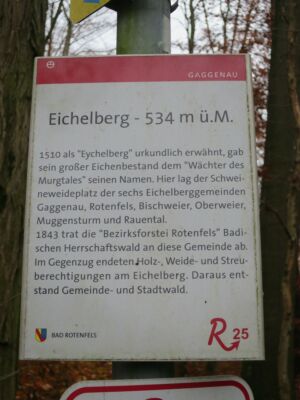 GAGGENAU
Eichelberg - 534 m ü.M.
1510 als "Eychelberg" urkundlich erwähnt, gab
sein großer Eichenbestand dem "Wächter des
Murgtales" seinen Namen. Hier lag der Schwei-
neweideplatz der sechs Eichelberggemeinden
Gaggenau, Rotenfels, Bischweier, Oberweier,
Muggensturm und Rauental.
1843 trat die "Bezirksforstei Rotenfels" Badi-
schen Herrschaftswald an diese Gemeinde ab.
Im Gegenzug endeten Holz-, Weide- und Streu-
berechtigungen am Eichelberg. Daraus ent-
stand Gemeinde- und Stadtwald.
BAD ROTENFELS
R 25